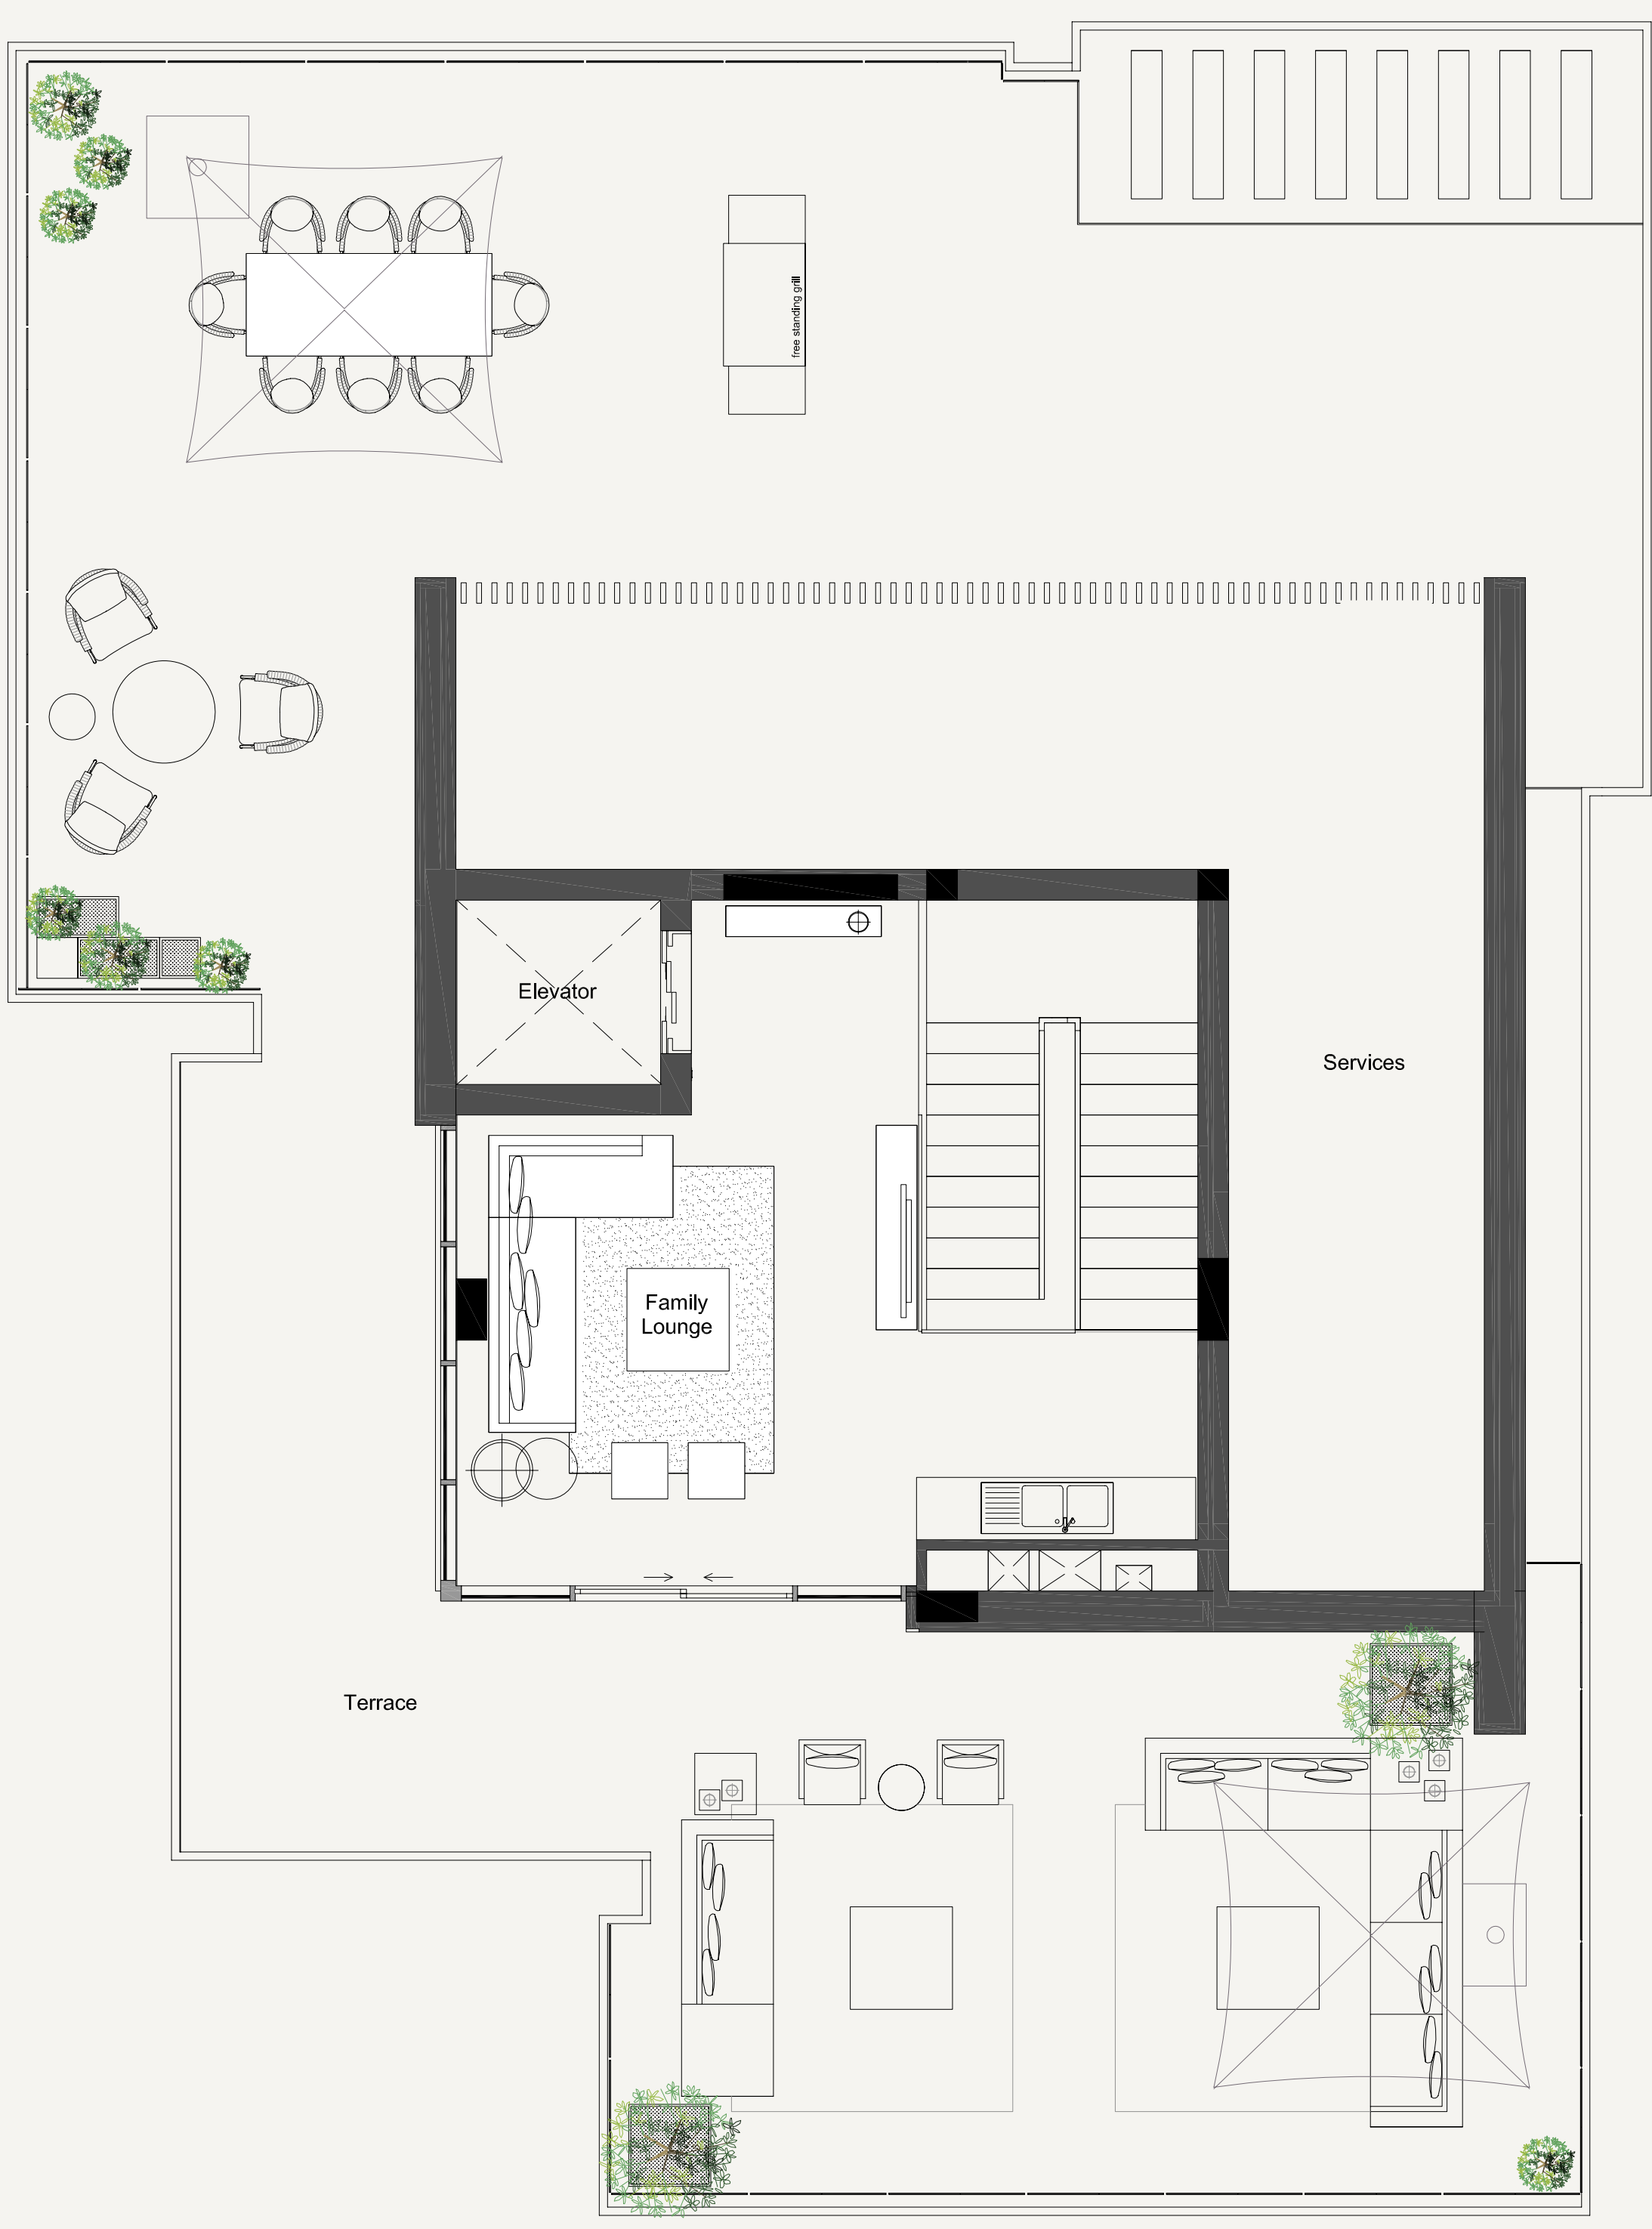 free standing grill
Elevator
Services
Family
Lounge
Terrace